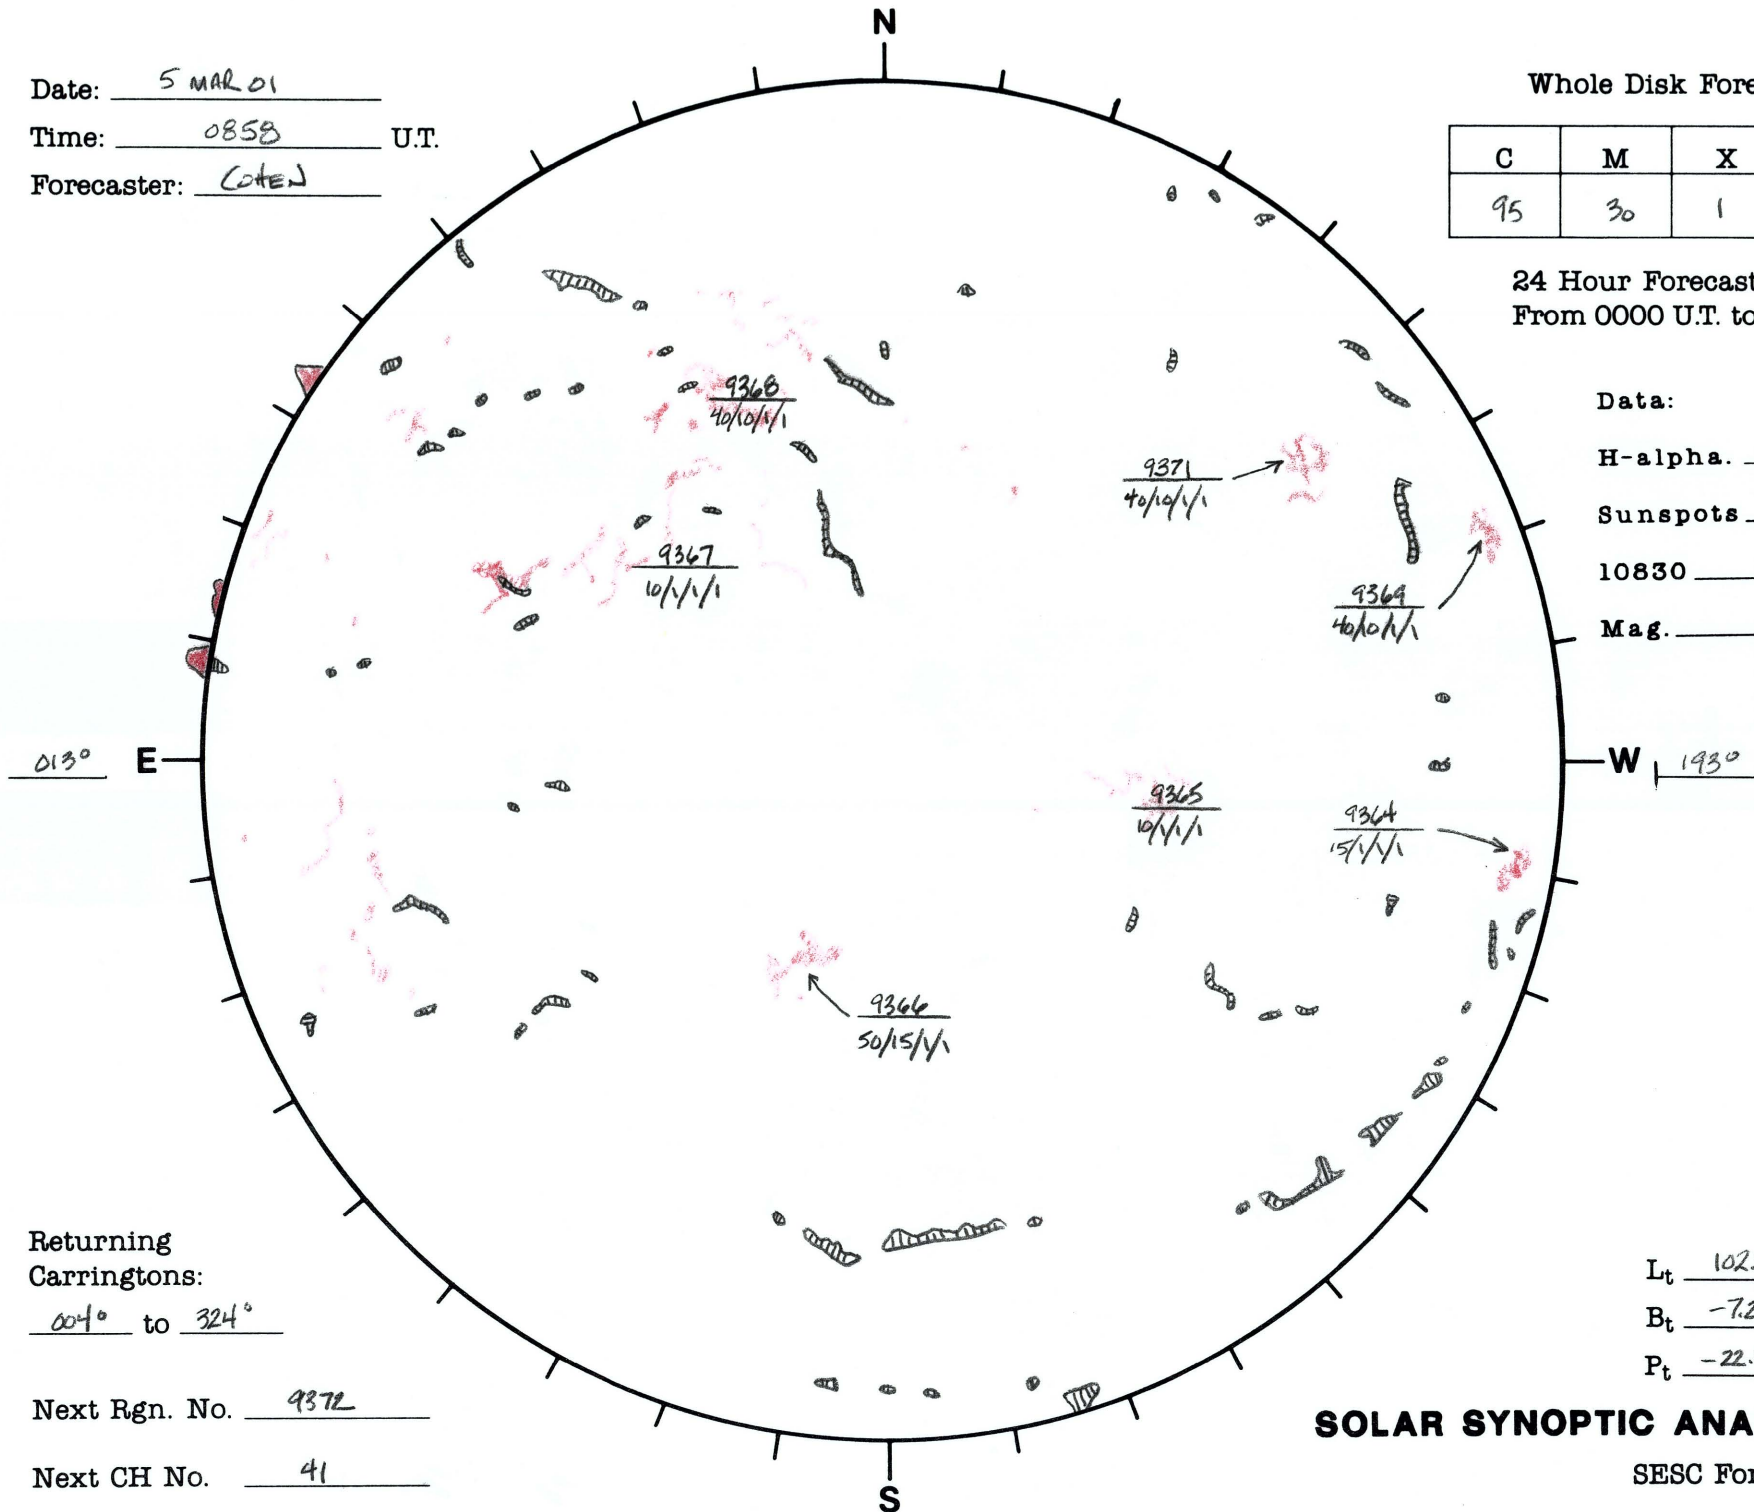 N
Date: 5 MAR 01
Time: 0858 U.T.
Forecaster: COHEN
Whole Disk Fore
C M X
95 30 1
24 Hour Forecast
From 0000 U.T. to
Data:
H-alpha.
Sunspots
10830
Mag.
9368
40/10/1/1
9371
40/10/1/1
9367
10/1/1/1
9369
40/10/1/1
013° E
W 193°
9365
10/1/1/1
9364
15/1/1/1
9366
50/15/1/1
Returning
Carringtons:
004° to 324°
Next Rgn. No. 9372
Next CH No. 41
Lt 102.
Bt -7.2
Pt -22.
SOLAR SYNOPTIC ANA
SESC For
S